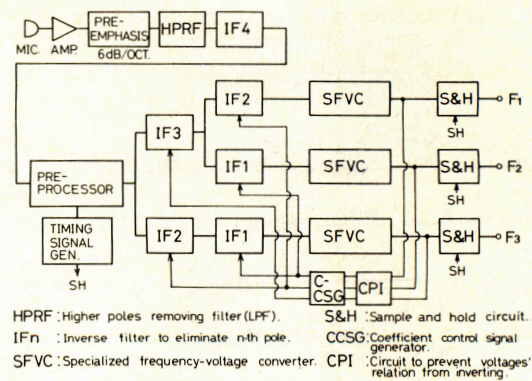 PRE-
EMPHASIS
HPRF
IF4
MIC.
AMP.
6dB/OCT.
IF2
SFVC
S&H
F1
IF3
SH
IF1
SFVC
S&H
F2
PRE-
PROCESSOR
SH
TIMING
SIGNAL
GEN.
IF2
IF1
SFVC
S&H
F3
C-
CSG
CPI
SH
SH
HPRF:Higher poles removing filter(LPF).
S&H:Sample and hold circuit.
IFn:Inverse filter to eliminate n-th pole.
CCSG:Coefficient control signal
generator.
SFVC:Specialized frequency-voltage converter.
CPI:Circuit to prevent voltages'
relation from inverting.